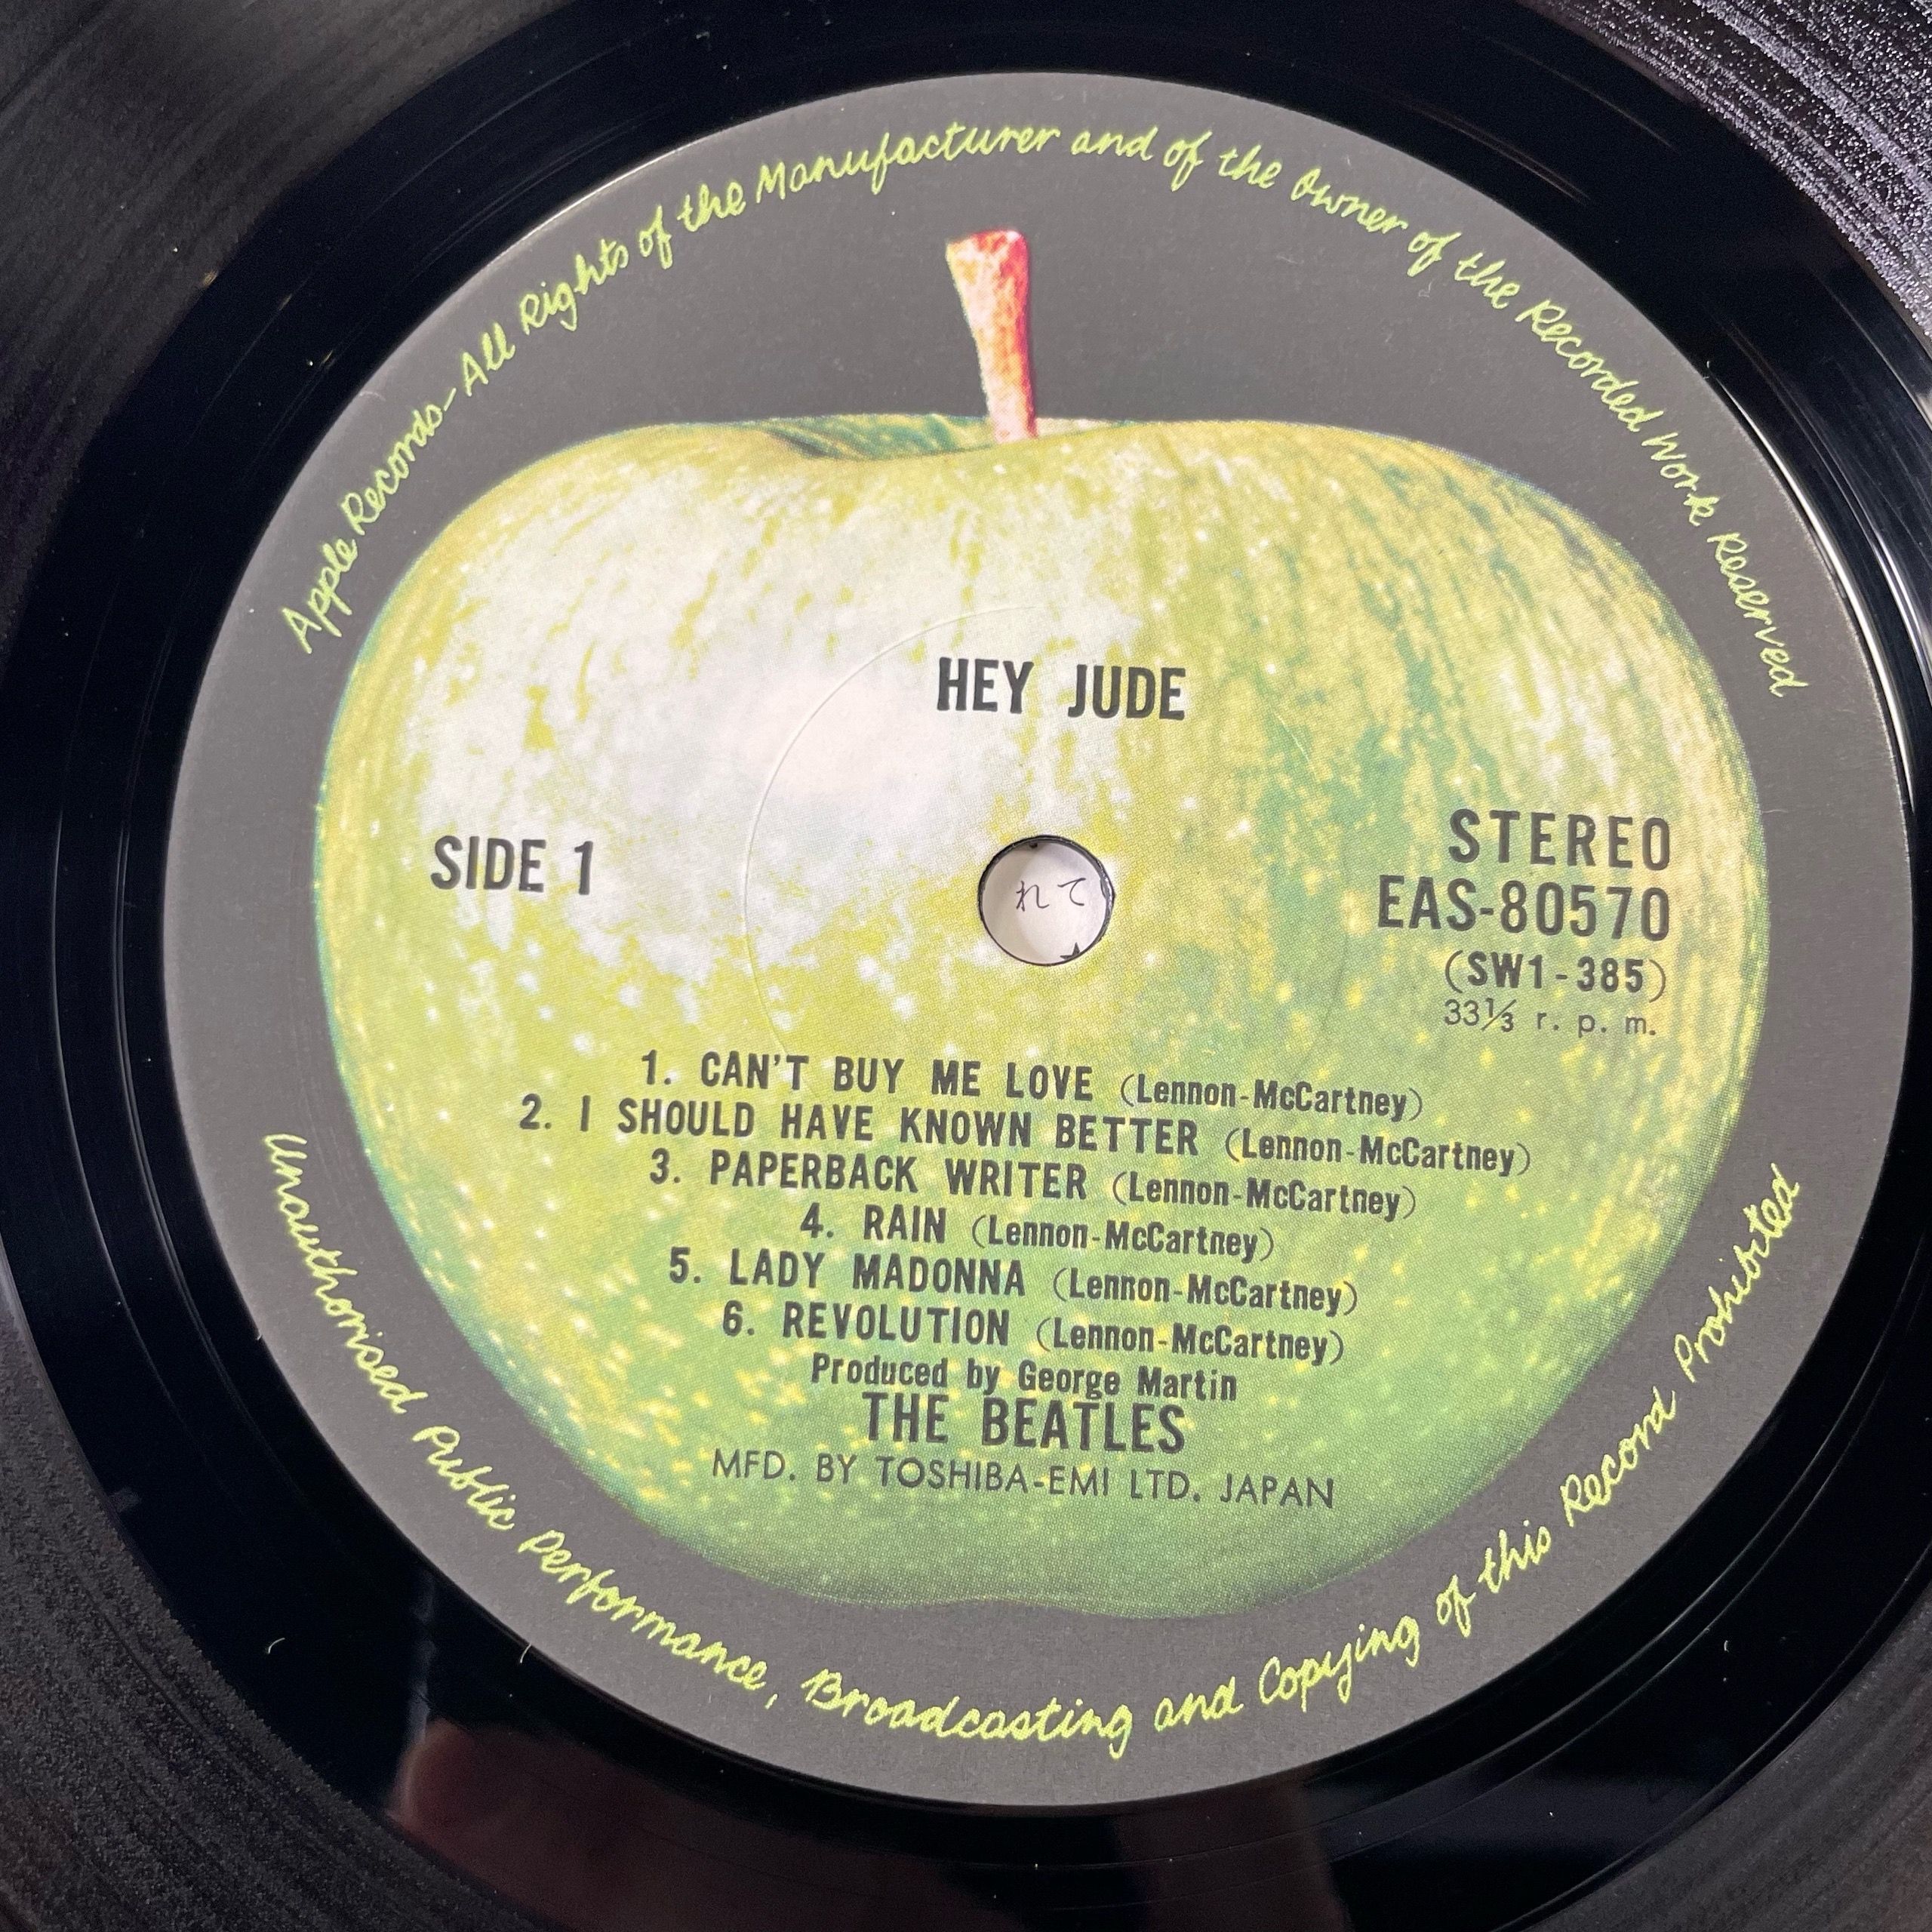 Apple Records-All Rights of the Manufacturer and of the Owner of the Recorded Work Reserved
HEY JUDE
SIDE 1
STEREO
EAS-80570
(SW1-385)
33⅓ r. p. m.
れて
1. CAN'T BUY ME LOVE (Lennon-McCartney)
2. I SHOULD HAVE KNOWN BETTER (Lennon-McCartney)
3. PAPERBACK WRITER (Lennon-McCartney)
4. RAIN (Lennon-McCartney)
5. LADY MADONNA (Lennon-McCartney)
6. REVOLUTION (Lennon-McCartney)
Produced by George Martin
THE BEATLES
MFD. BY TOSHIBA-EMI LTD. JAPAN
Unauthorised Public Performance, Broadcasting and Copying of this Record Prohibited